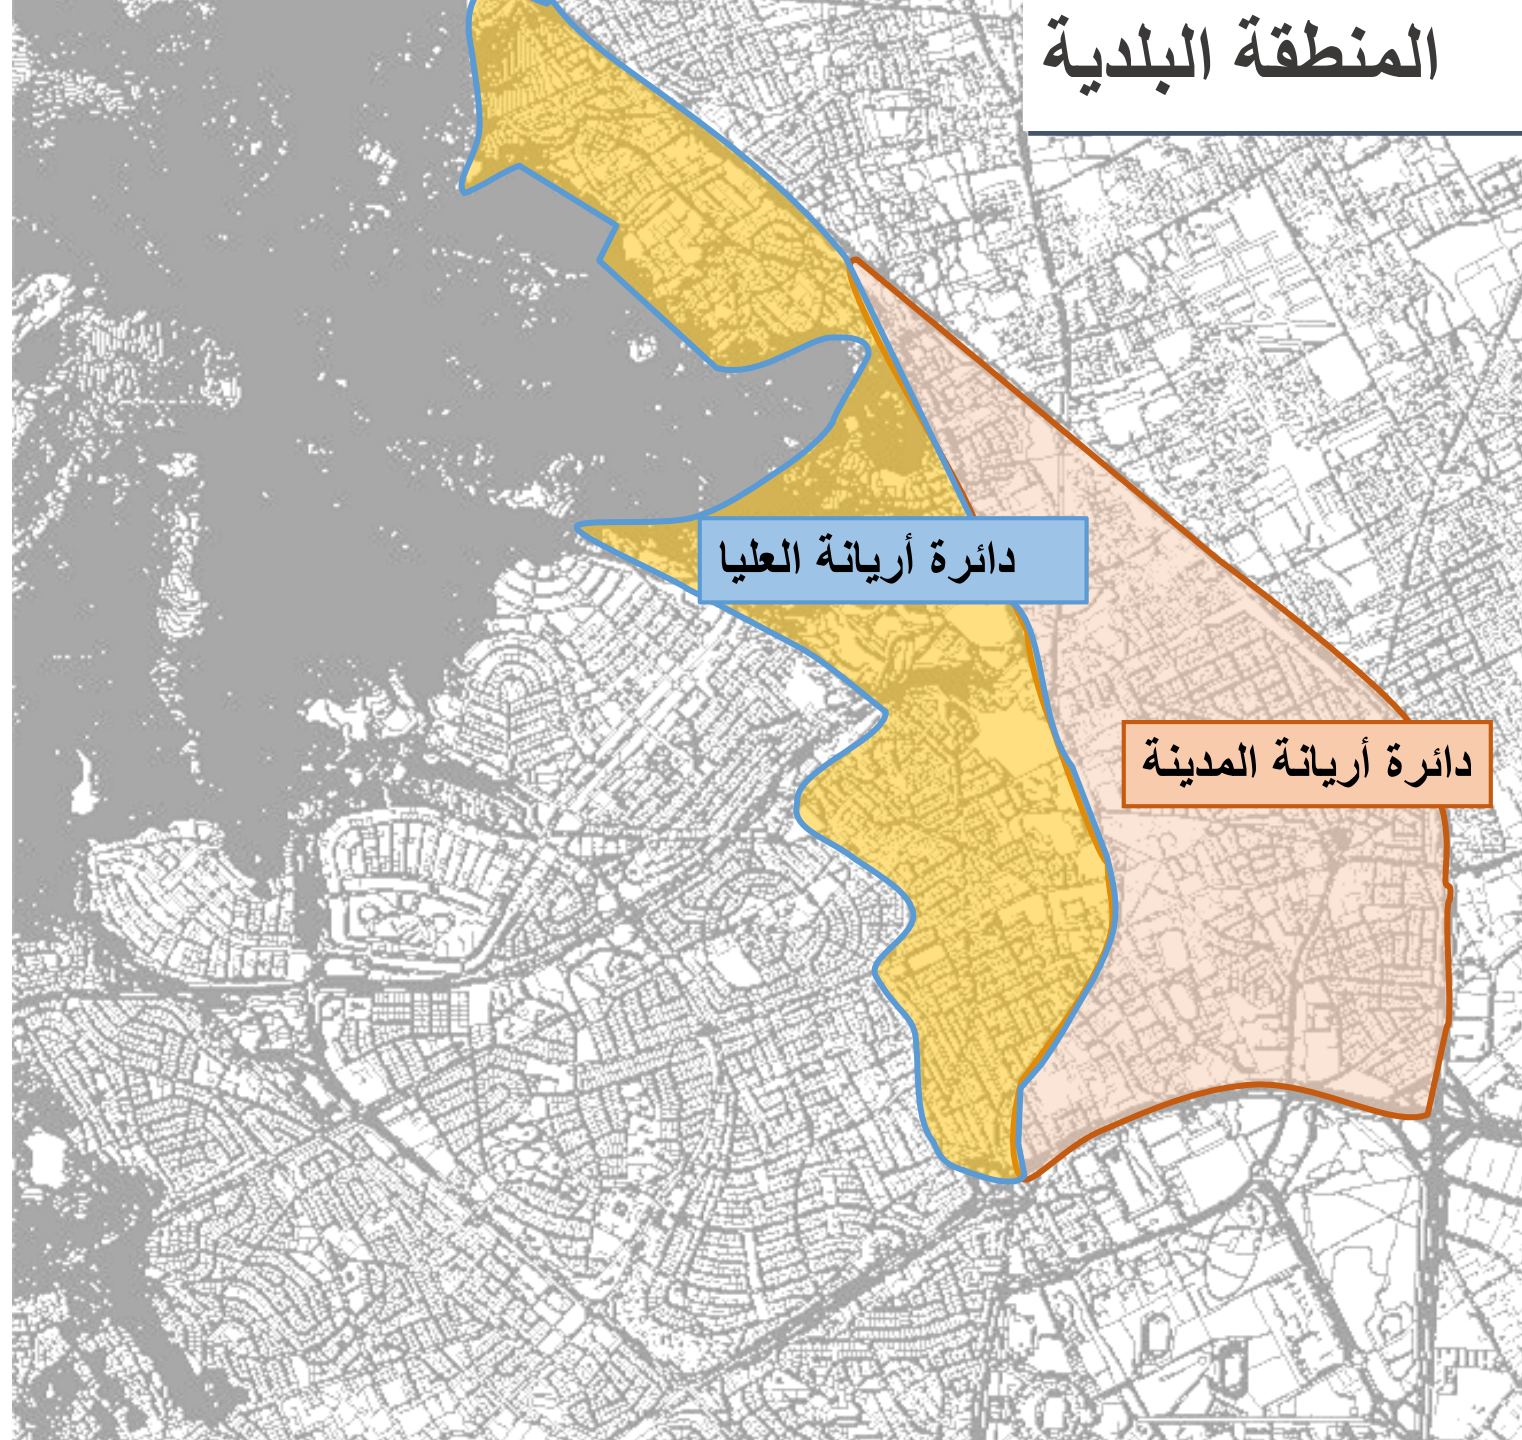 المنطقة البلدية
دائرة أريانة العليا
دائرة أريانة المدينة